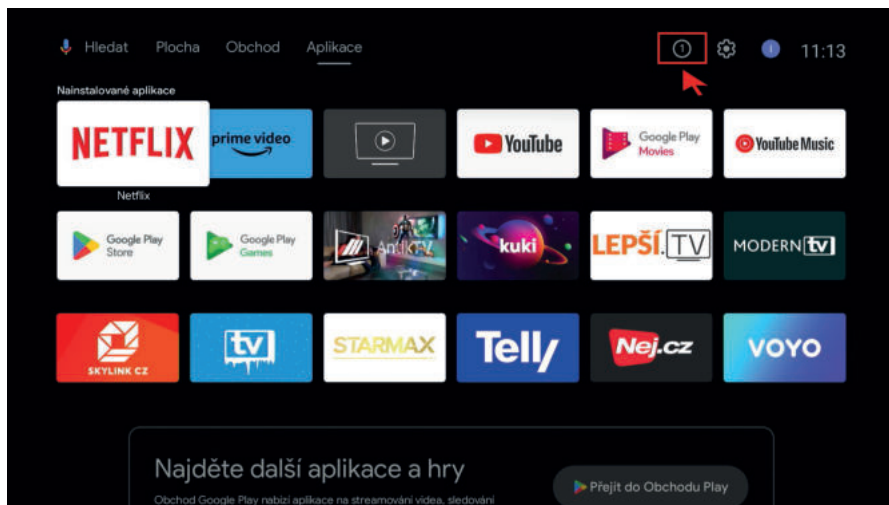 Hledat Plocha Obchod Aplikace 1 i 11:13
Nainstalované aplikace
NETFLIX prime video YouTube Google Play Movies YouTube Music
Netflix
Google Play Store Google Play Games AntikTV kuki LEPŠÍ.TV MODERN tv
SKYLINK CZ tv STARMAX Telly Nej.cz VOYO
Najděte další aplikace a hry
Přejít do Obchodu Play
Obchod Google Play nabízí aplikace na streamování videa, sledování